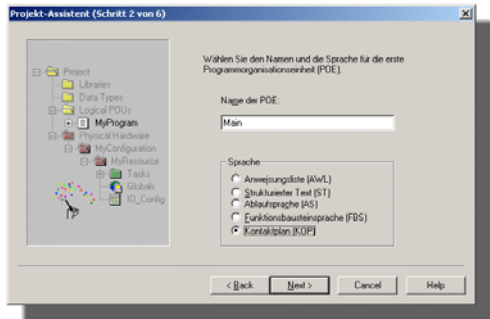 Projekt-Assistent (Schritt 2 von 6)
Project
Libraries
Data Types
Logical POUs
MyProgram
Physical Hardware
MyConfiguration
MyResource
Tasks
Globals
IO_Config
Wählen Sie den Namen und die Sprache für die erste
Programmorganisationseinheit (POE).
Name der POE:
Main
Sprache
Anweisungsliste (AWL)
Strukturierter Text (ST)
Ablaufsprache (AS)
Funktionsbausteinsprache (FBS)
Kontaktplan (KOP)
< Back
Next >
Cancel
Help